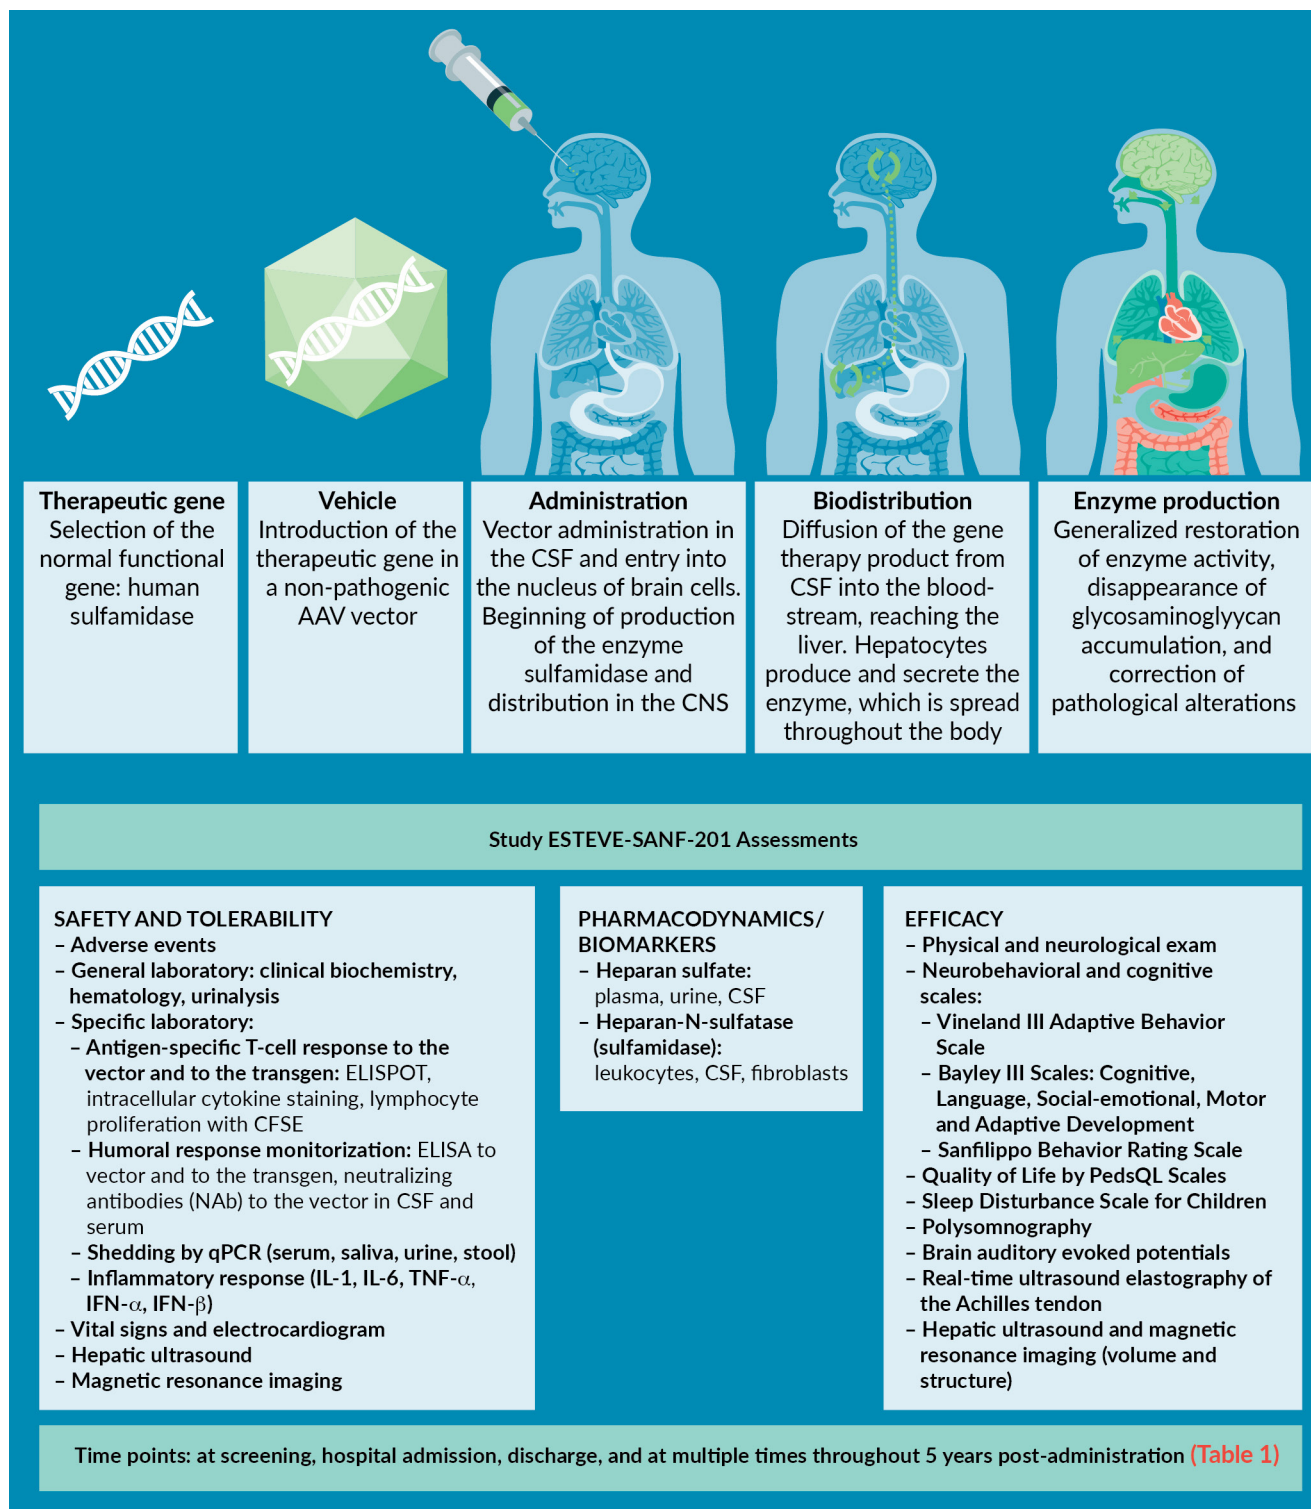 Therapeutic gene
Selection of the
normal functional
gene: human
sulfamidase
Vehicle
Introduction of the
therapeutic gene in
a non-pathogenic
AAV vector
Administration
Vector administration in
the CSF and entry into
the nucleus of brain cells.
Beginning of production
of the enzyme
sulfamidase and
distribution in the CNS
Biodistribution
Diffusion of the gene
therapy product from
CSF into the blood-
stream, reaching the
liver. Hepatocytes
produce and secrete the
enzyme, which is spread
throughout the body
Enzyme production
Generalized restoration
of enzyme activity,
disappearance of
glycosaminoglyycan
accumulation, and
correction of
pathological alterations
Study ESTEVE-SANF-201 Assessments
SAFETY AND TOLERABILITY
– Adverse events
– General laboratory: clinical biochemistry,
hematology, urinalysis
– Specific laboratory:
– Antigen-specific T-cell response to the
vector and to the transgen: ELISPOT,
intracellular cytokine staining, lymphocyte
proliferation with CFSE
– Humoral response monitorization: ELISA to
vector and to the transgen, neutralizing
antibodies (NAb) to the vector in CSF and
serum
– Shedding by qPCR (serum, saliva, urine, stool)
– Inflammatory response (IL-1, IL-6, TNF-α,
IFN-α, IFN-β)
– Vital signs and electrocardiogram
– Hepatic ultrasound
– Magnetic resonance imaging
PHARMACODYNAMICS/
BIOMARKERS
– Heparan sulfate:
plasma, urine, CSF
– Heparan-N-sulfatase
(sulfamidase):
leukocytes, CSF, fibroblasts
EFFICACY
– Physical and neurological exam
– Neurobehavioral and cognitive
scales:
– Vineland III Adaptive Behavior
Scale
– Bayley III Scales: Cognitive,
Language, Social-emotional, Motor
and Adaptive Development
– Sanfilippo Behavior Rating Scale
– Quality of Life by PedsQL Scales
– Sleep Disturbance Scale for Children
– Polysomnography
– Brain auditory evoked potentials
– Real-time ultrasound elastography of
the Achilles tendon
– Hepatic ultrasound and magnetic
resonance imaging (volume and
structure)
Time points: at screening, hospital admission, discharge, and at multiple times throughout 5 years post-administration (Table 1)